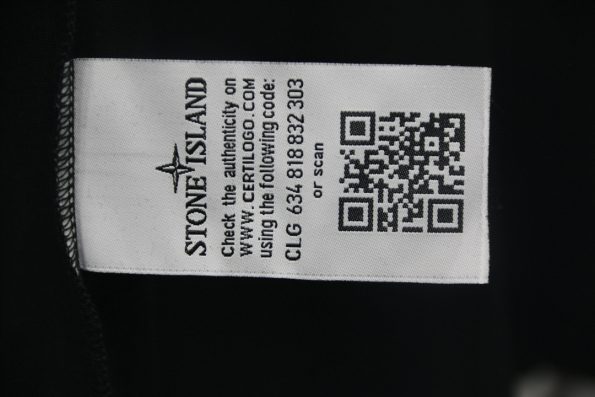 STONE ISLAND
Check the authenticity on
WWW.CERTILOGO.COM
using the following code:
CLG 634 818 832 303
or scan